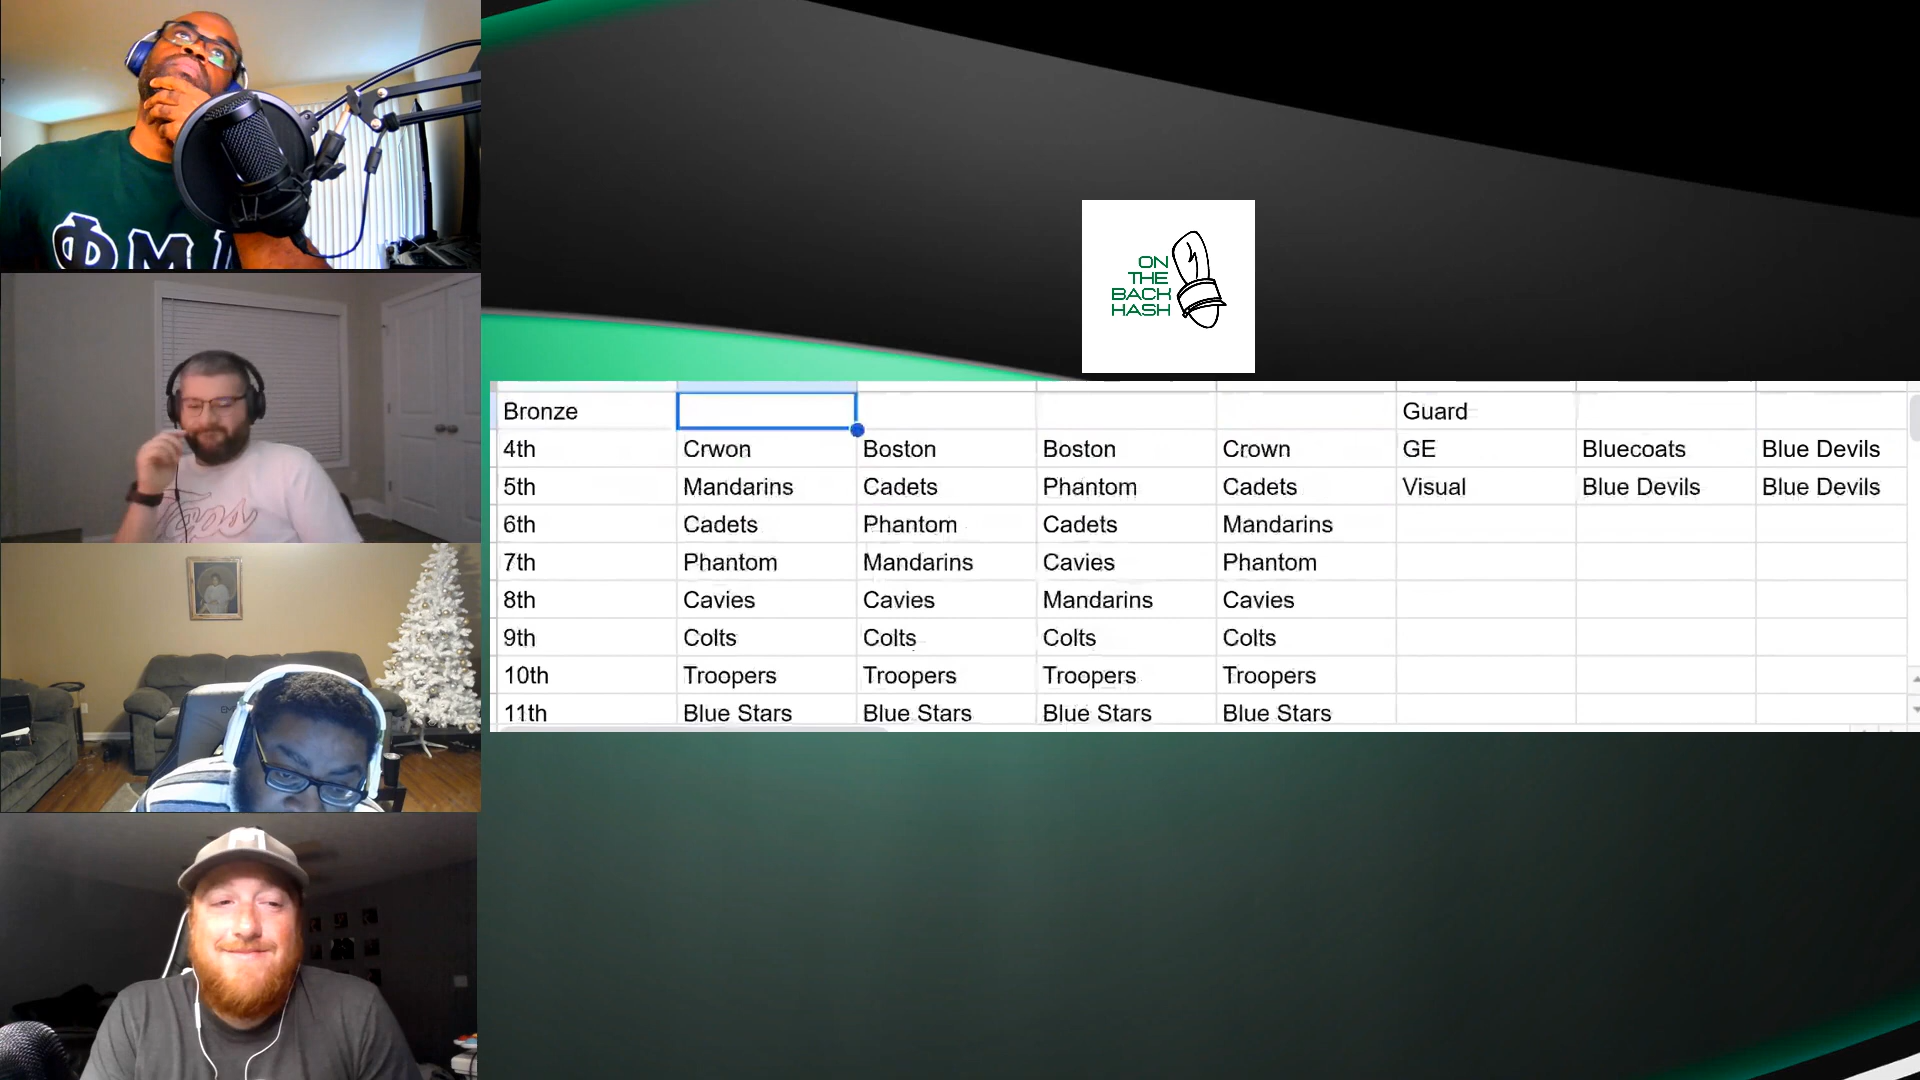 ΦΜΑ
ON
THE
BACK
HASH
Bronze Guard
4th Crwon Boston Boston Crown GE Bluecoats Blue Devils
5th Mandarins Cadets Phantom Cadets Visual Blue Devils Blue Devils
6th Cadets Phantom Cadets Mandarins
7th Phantom Mandarins Cavies Phantom
8th Cavies Cavies Mandarins Cavies
9th Colts Colts Colts Colts
10th Troopers Troopers Troopers Troopers
11th Blue Stars Blue Stars Blue Stars Blue Stars